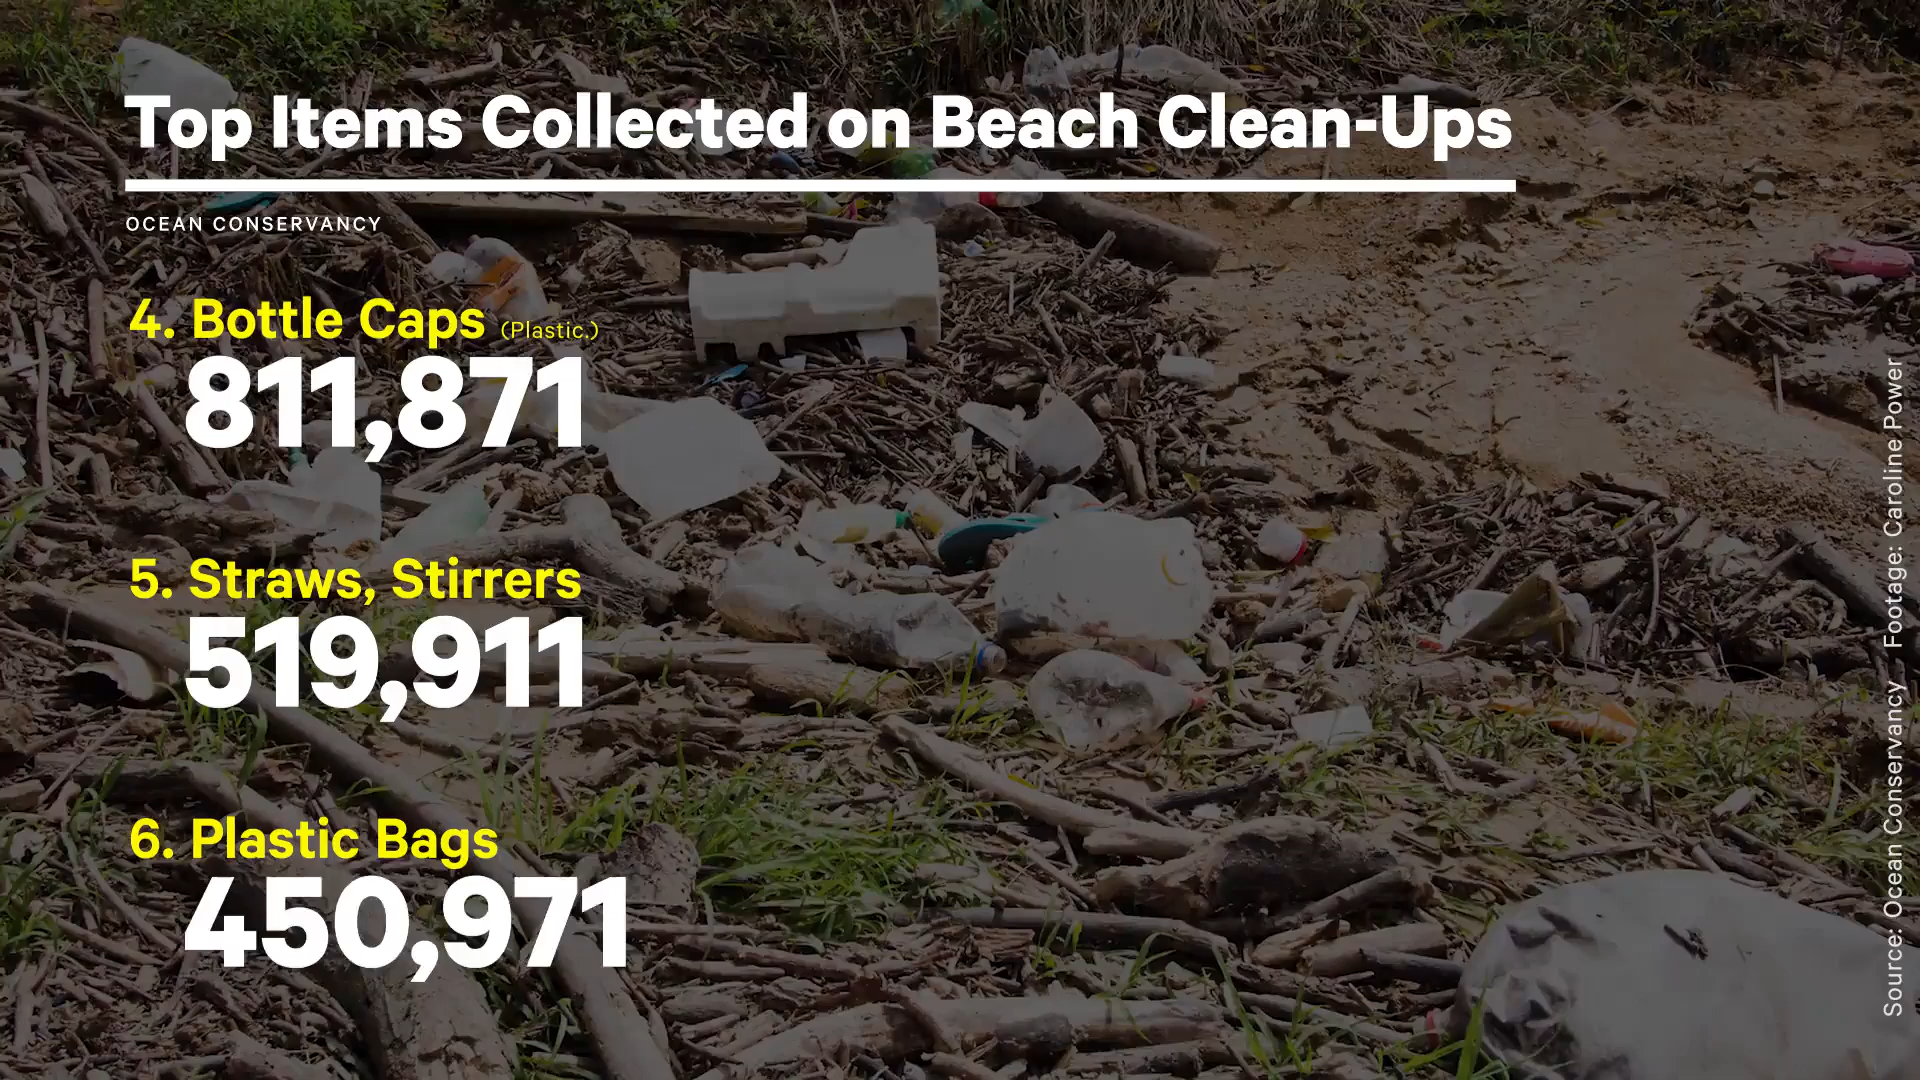 Top Items Collected on Beach Clean-Ups
OCEAN CONSERVANCY
4. Bottle Caps (Plastic.)
811,871
5. Straws, Stirrers
519,911
6. Plastic Bags
450,971
Source: Ocean Conservancy Footage: Caroline Power